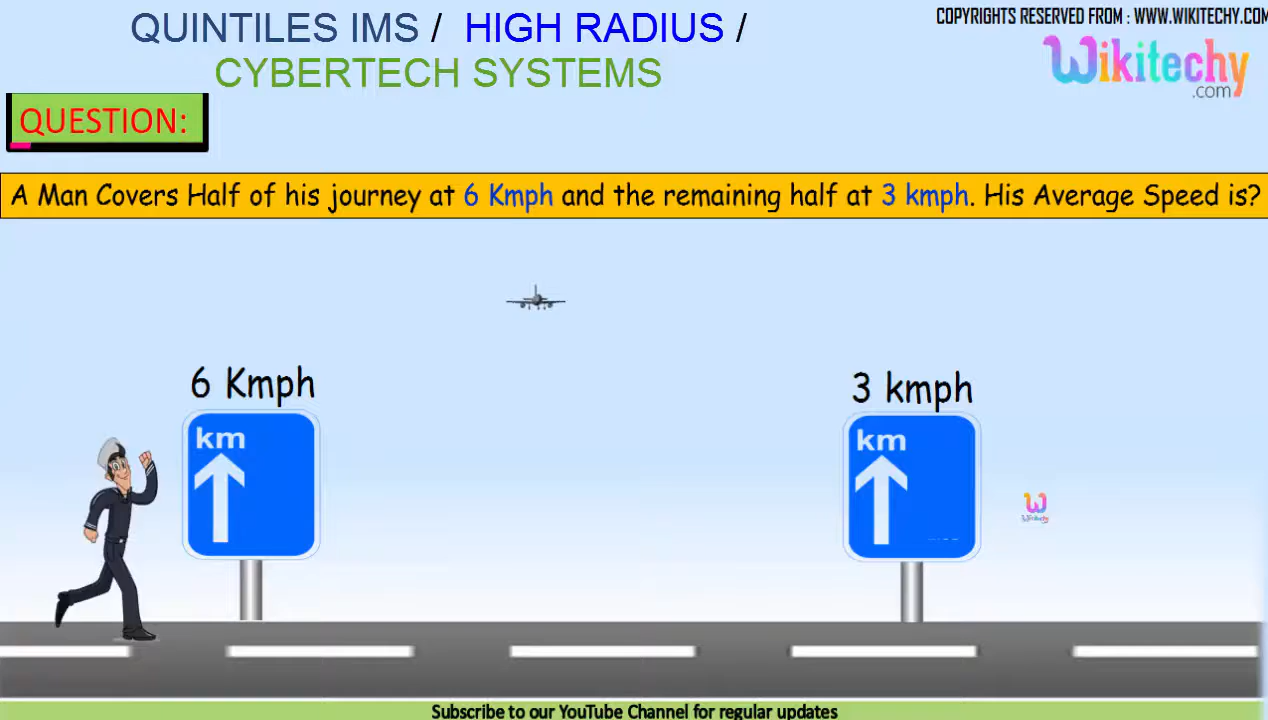 QUINTILES IMS / HIGH RADIUS /
CYBERTECH SYSTEMS
COPYRIGHTS RESERVED FROM : WWW.WIKITECHY.COM
Wikitechy
.com
QUESTION:
A Man Covers Half of his journey at 6 Kmph and the remaining half at 3 kmph. His Average Speed is?
6 Kmph
3 kmph
km
km
W
Subscribe to our YouTube Channel for regular updates